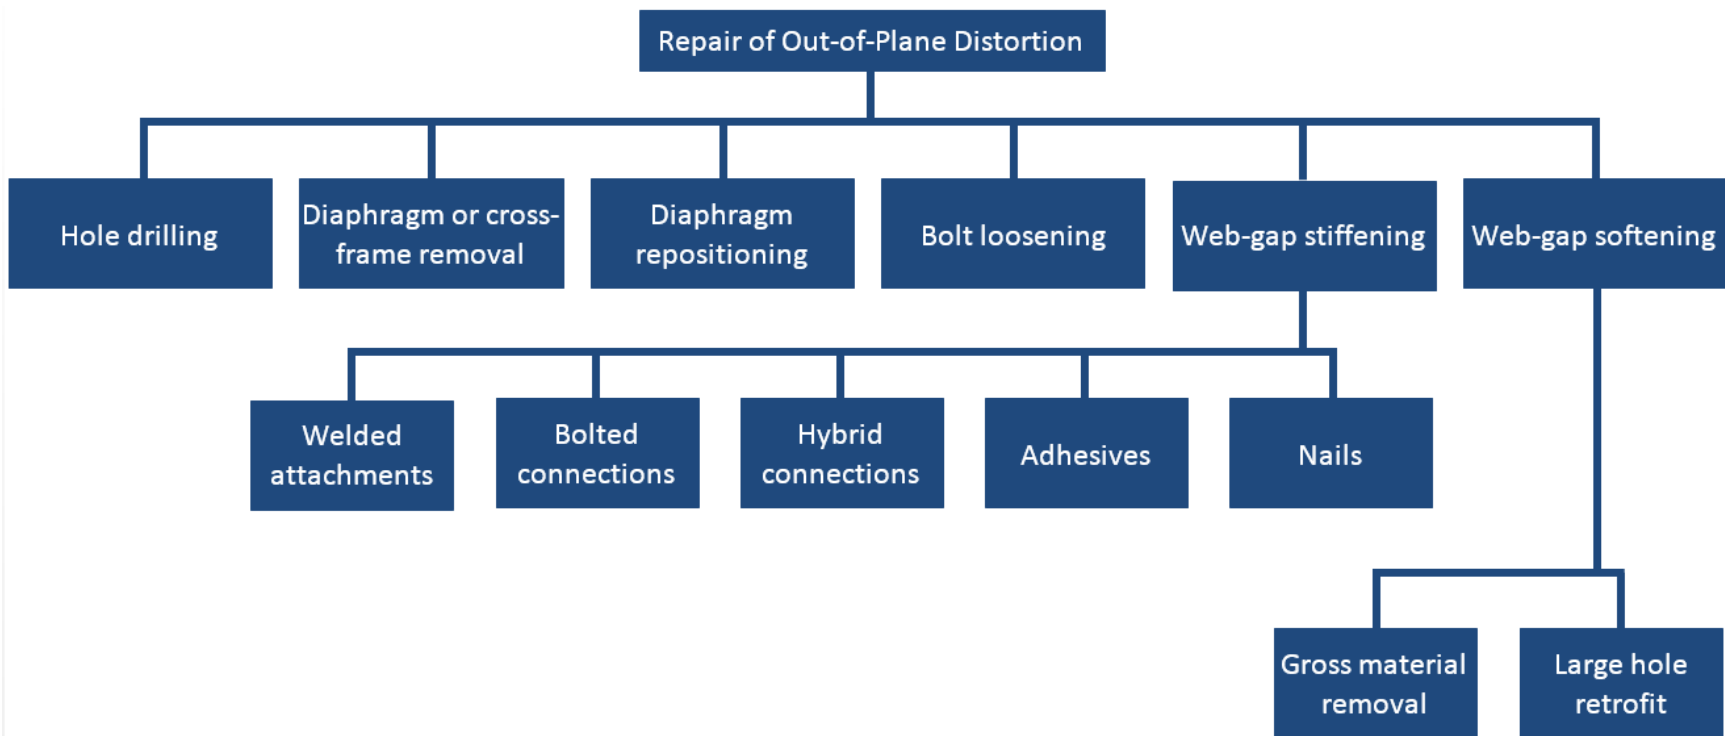 Repair of Out-of-Plane Distortion
Hole drilling
Diaphragm or cross-
frame removal
Diaphragm
repositioning
Bolt loosening
Web-gap stiffening
Web-gap softening
Welded
attachments
Bolted
connections
Hybrid
connections
Adhesives
Nails
Gross material
removal
Large hole
retrofit